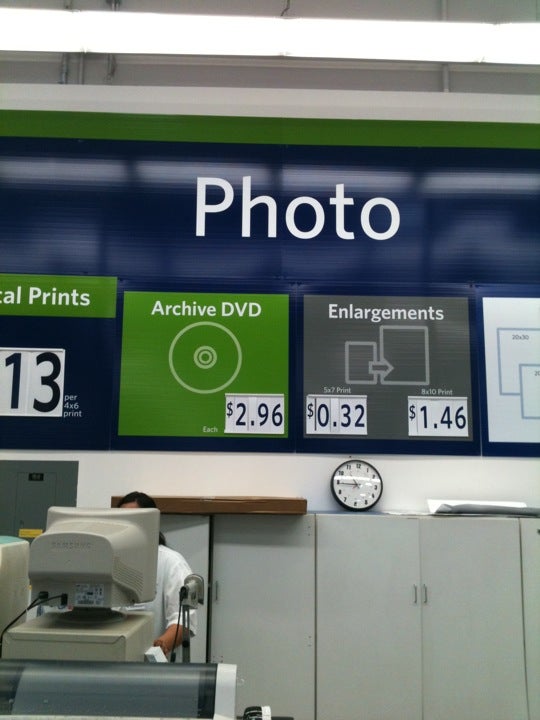 Photo
tal Prints
13
per
4x6
print
Archive DVD
Each
$2.96
Enlargements
5x7 Print
$0.32
8x10 Print
$1.46
20x30
SAMSUNG